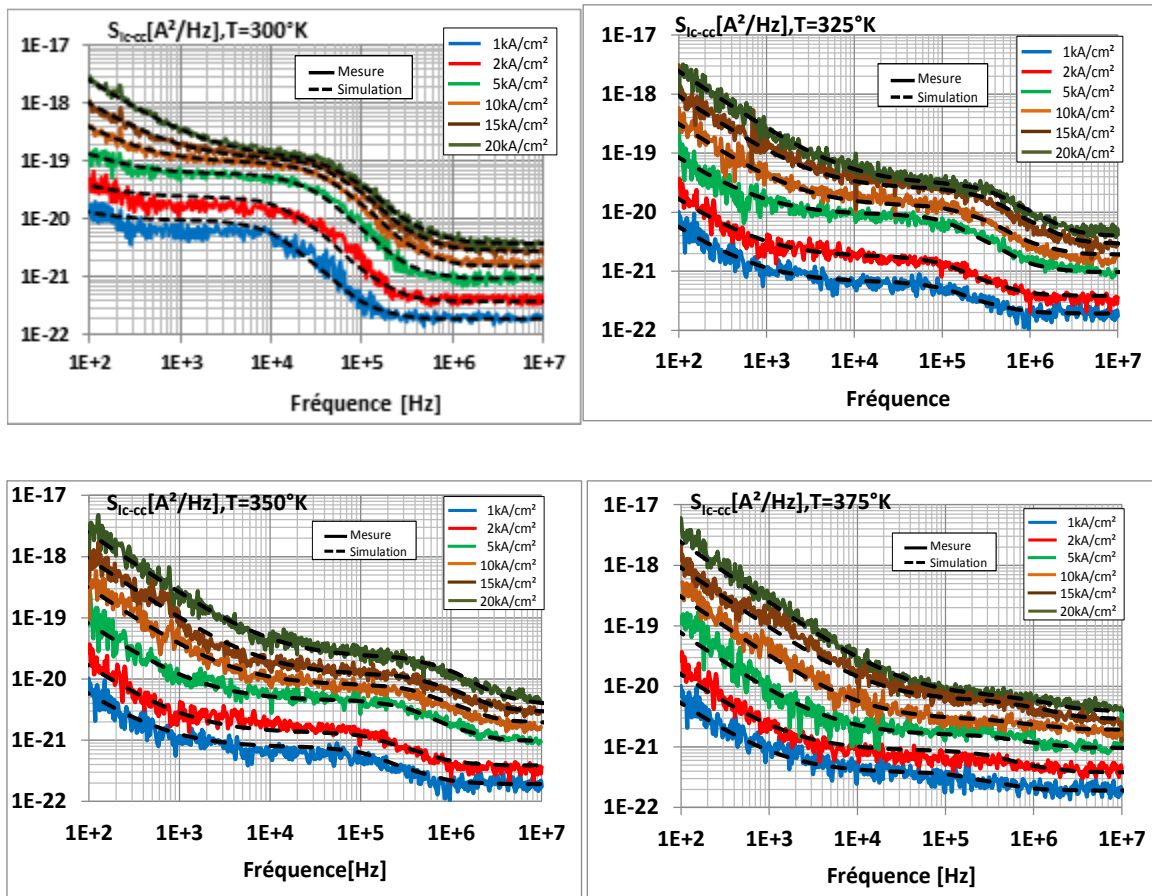 S_Ic-cc[A²/Hz],T=300°K
1E-17
1E-18
1E-19
1E-20
1E-21
1E-22
1E+2 1E+3 1E+4 1E+5 1E+6 1E+7
Fréquence [Hz]
Mesure
Simulation
1kA/cm²
2kA/cm²
5kA/cm²
10kA/cm²
15kA/cm²
20kA/cm²
S_Ic-cc[A²/Hz],T=325°K
1E-17
1E-18
1E-19
1E-20
1E-21
1E-22
1E+2 1E+3 1E+4 1E+5 1E+6 1E+7
Fréquence
Mesure
Simulation
1kA/cm²
2kA/cm²
5kA/cm²
10kA/cm²
15kA/cm²
20kA/cm²
S_Ic-cc[A²/Hz],T=350°K
1E-17
1E-18
1E-19
1E-20
1E-21
1E-22
1E+2 1E+3 1E+4 1E+5 1E+6 1E+7
Fréquence[Hz]
Mesure
Simulation
1kA/cm²
2kA/cm²
5kA/cm²
10kA/cm²
15kA/cm²
20kA/cm²
S_Ic-cc[A²/Hz],T=375°K
1E-17
1E-18
1E-19
1E-20
1E-21
1E-22
1E+2 1E+3 1E+4 1E+5 1E+6 1E+7
Fréquence [Hz]
Mesure
Simulation
1kA/cm²
2kA/cm²
5kA/cm²
10kA/cm²
15kA/cm²
20kA/cm²